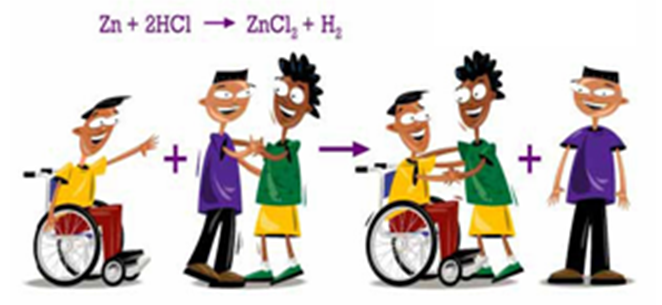 Zn + 2HCl → ZnCl₂ + H₂
+ → +